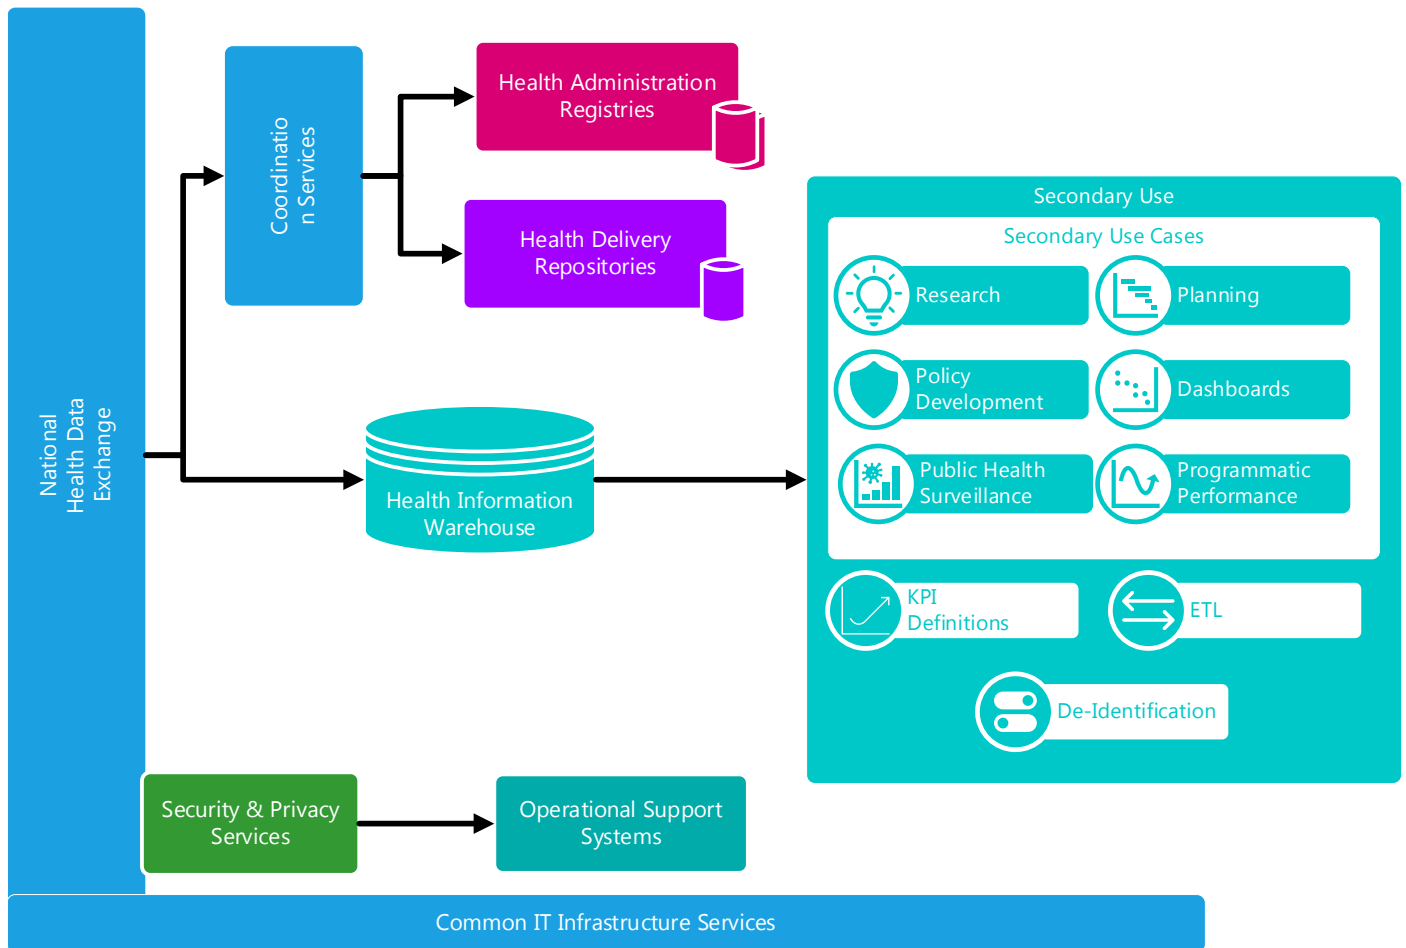 National
Health Data
Exchange
Coordinatio
n Services
Health Administration
Registries
Health Delivery
Repositories
Health Information
Warehouse
Secondary Use
Secondary Use Cases
Research
Planning
Policy
Development
Dashboards
Public Health
Surveillance
Programmatic
Performance
KPI
Definitions
ETL
De-Identification
Security & Privacy
Services
Operational Support
Systems
Common IT Infrastructure Services